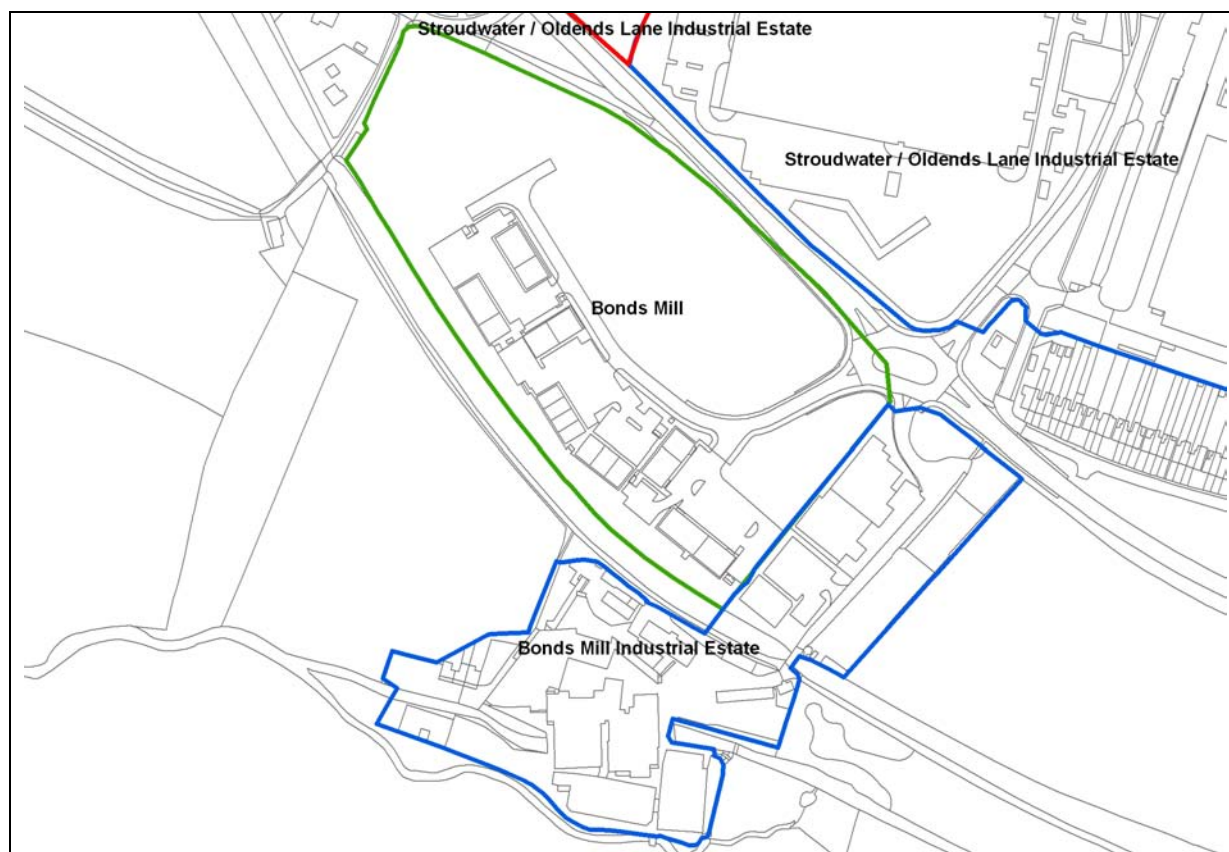 Stroudwater / Oldends Lane Industrial Estate
Stroudwater / Oldends Lane Industrial Estate
Bonds Mill
Bonds Mill Industrial Estate